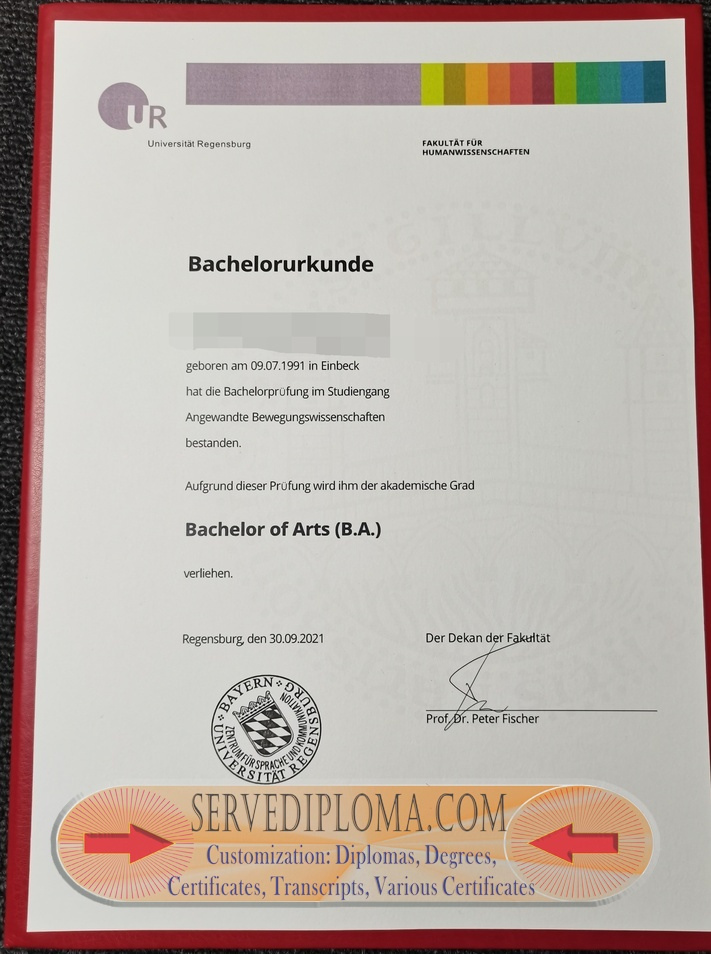 UR
Universität Regensburg
FAKULTÄT FÜR
HUMANWISSENSCHAFTEN
Bachelorurkunde
geboren am 09.07.1991 in Einbeck
hat die Bachelorprüfung im Studiengang
Angewandte Bewegungswissenschaften
bestanden.
Aufgrund dieser Prüfung wird ihm der akademische Grad
Bachelor of Arts (B.A.)
verliehen.
Regensburg, den 30.09.2021
Der Dekan der Fakultät
Prof. Dr. Peter Fischer
BAYERN
UNIVERSITÄT REGENSBURG
ZENTRUM FÜR SPRACHE UND KOMMUNIKATION
SERVEDIPLOMA.COM
Customization: Diplomas, Degrees,
Certificates, Transcripts, Various Certificates